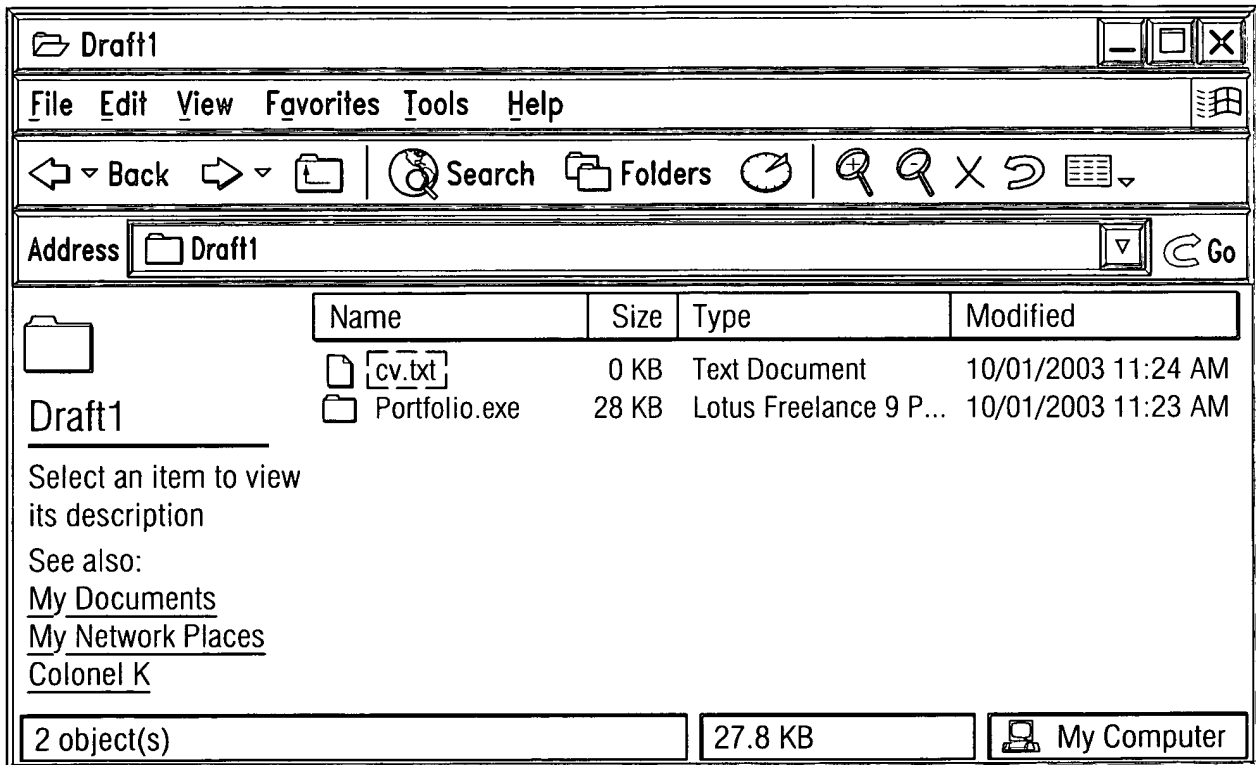 Draft1
File Edit View Favorites Tools Help
Back Search Folders
Address Draft1 Go
Name Size Type Modified
cv.txt 0 KB Text Document 10/01/2003 11:24 AM
Portfolio.exe 28 KB Lotus Freelance 9 P... 10/01/2003 11:23 AM
Draft1
Select an item to view
its description
See also:
My Documents
My Network Places
Colonel K
2 object(s) 27.8 KB My Computer